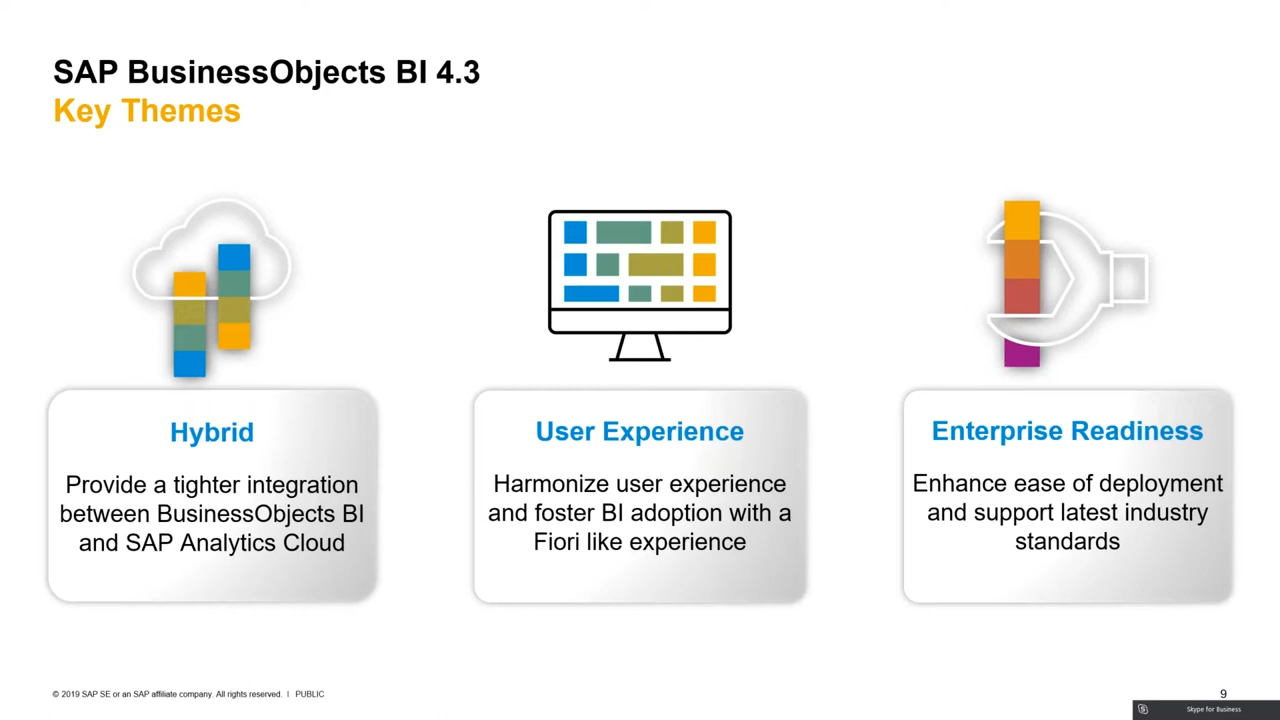 SAP BusinessObjects BI 4.3
Key Themes
Hybrid
Provide a tighter integration
between BusinessObjects BI
and SAP Analytics Cloud
User Experience
Harmonize user experience
and foster BI adoption with a
Fiori like experience
Enterprise Readiness
Enhance ease of deployment
and support latest industry
standards
© 2019 SAP SE or an SAP affiliate company. All rights reserved. | PUBLIC
9
Skype for Business